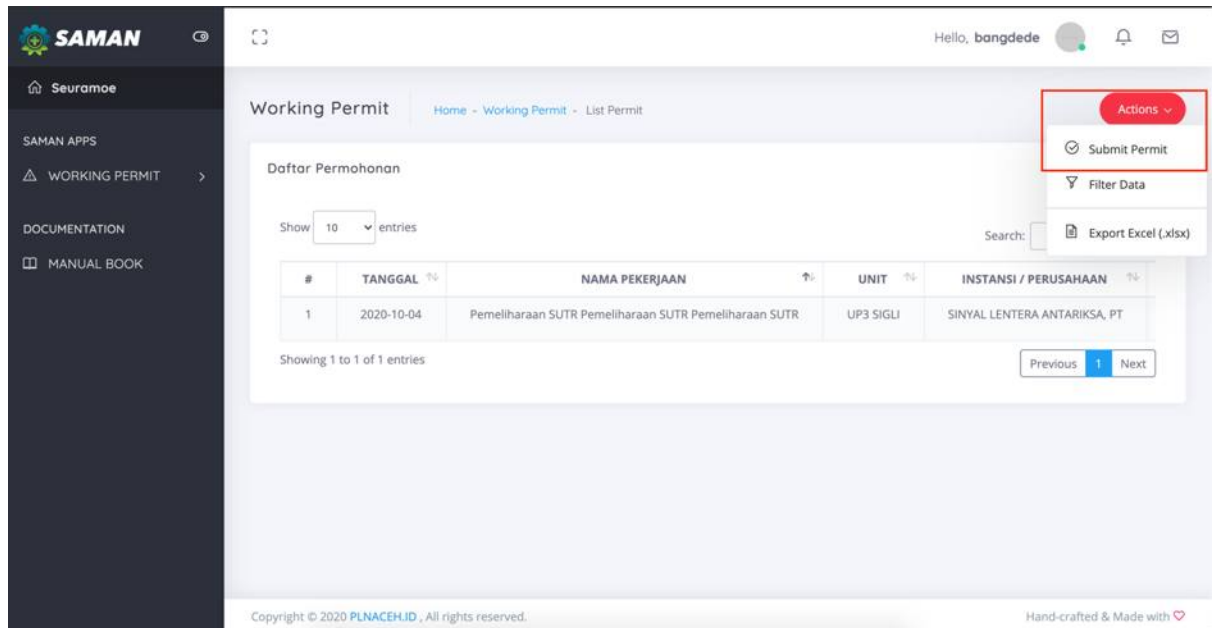 SAMAN
Hello, bangdede
Seuramoe
Working Permit
Home - Working Permit - List Permit
Actions
SAMAN APPS
Submit Permit
WORKING PERMIT
Daftar Permohonan
Filter Data
DOCUMENTATION
Show 10 entries
Search:
Export Excel (.xlsx)
MANUAL BOOK
# TANGGAL NAMA PEKERJAAN UNIT INSTANSI / PERUSAHAAN
1 2020-10-04 Pemeliharaan SUTR Pemeliharaan SUTR Pemeliharaan SUTR UP3 SIGLI SINYAL LENTERA ANTARIKSA, PT
Showing 1 to 1 of 1 entries
Previous 1 Next
Copyright © 2020 PLNACEH.ID , All rights reserved.
Hand-crafted & Made with ♡